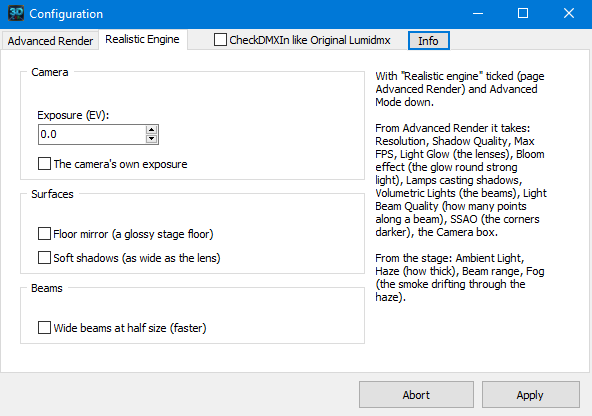 3D Configuration
Advanced Render
Realistic Engine
CheckDMXIn like Original Lumidmx
Info
Camera
Exposure (EV):
0.0
The camera's own exposure
Surfaces
Floor mirror (a glossy stage floor)
Soft shadows (as wide as the lens)
Beams
Wide beams at half size (faster)
With "Realistic engine" ticked (page
Advanced Render) and Advanced
Mode down.
From Advanced Render it takes:
Resolution, Shadow Quality, Max
FPS, Light Glow (the lenses), Bloom
effect (the glow round strong
light), Lamps casting shadows,
Volumetric Lights (the beams), Light
Beam Quality (how many points
along a beam), SSAO (the corners
darker), the Camera box.
From the stage: Ambient Light,
Haze (how thick), Beam range, Fog
(the smoke drifting through the
haze).
Abort
Apply